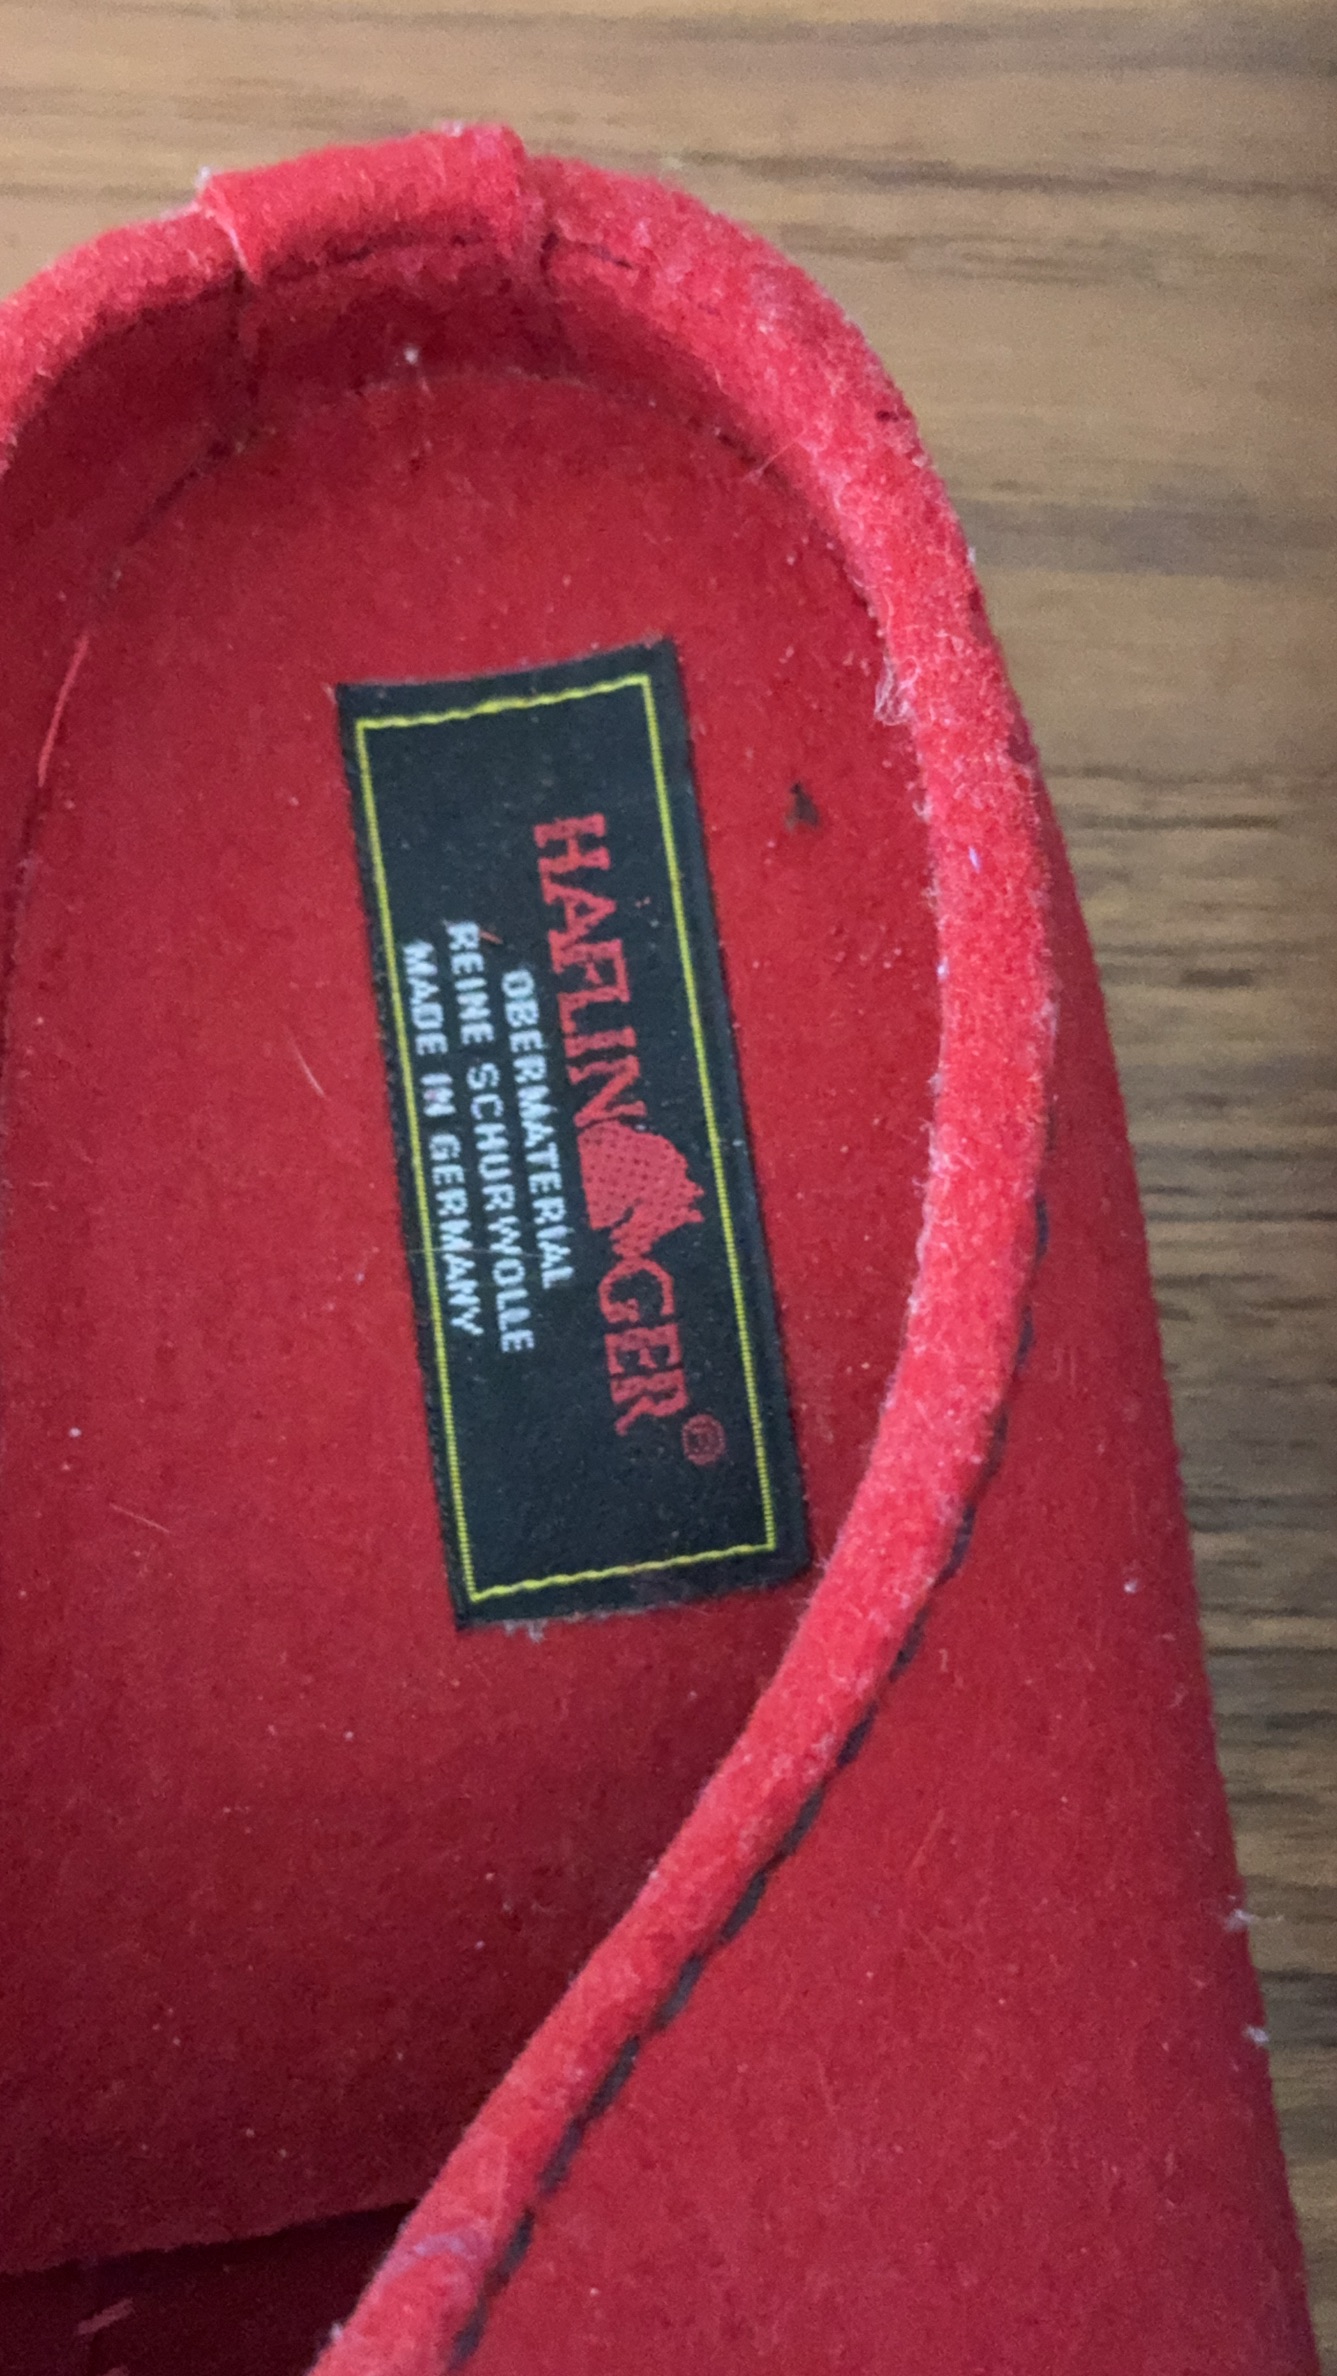 HAFLINGER®
OBERMATERIAL
REINE SCHURWOLLE
MADE IN GERMANY